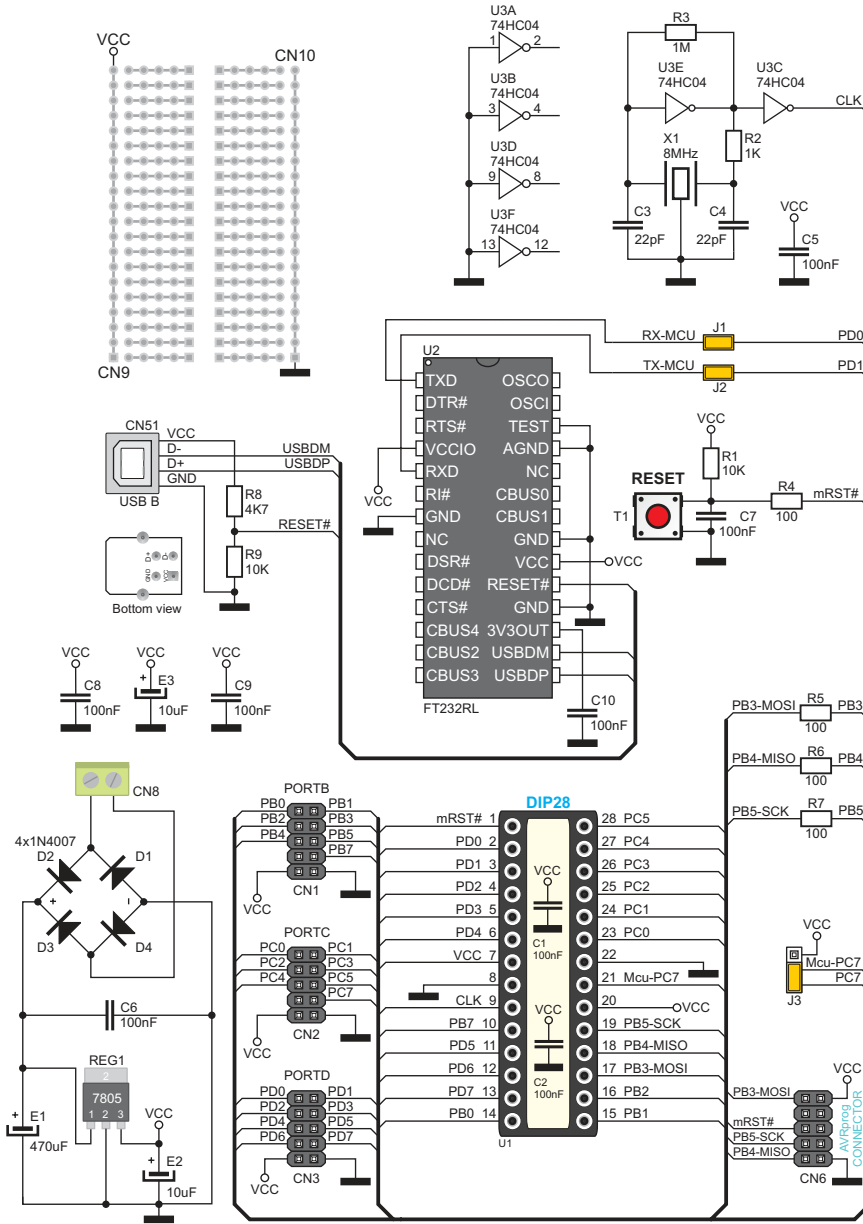 VCC
CN10
CN9
U3A
74HC04
1 2
U3B
74HC04
3 4
U3D
74HC04
9 8
U3F
74HC04
13 12
R3
1M
U3E
74HC04
U3C
74HC04
CLK
X1
8MHz
R2
1K
C3
22pF
C4
22pF
VCC
C5
100nF
RX-MCU J1 PD0
TX-MCU J2 PD1
CN51
VCC
D- USBDM
D+ USBDP
GND
USB B
R8
4K7
RESET#
R9
10K
D+ D-
GND VCC
Bottom view
U2
TXD OSCO
DTR# OSCI
RTS# TEST
VCCIO AGND
RXD NC
RI# CBUS0
GND CBUS1
NC GND
DSR# VCC
DCD# RESET#
CTS# GND
CBUS4 3V3OUT
CBUS2 USBDM
CBUS3 USBDP
FT232RL
VCC
VCC
C10
100nF
VCC
R1
10K
RESET
T1
C7
100nF
R4
100
mRST#
VCC
C8
100nF
VCC
+
E3
10uF
VCC
C9
100nF
PB3-MOSI R5 PB3
100
PB4-MISO R6 PB4
100
PB5-SCK R7 PB5
100
CN8
4x1N4007
D2 D1
+ -
D3 D4
C6
100nF
REG1
2
7805
1 2 3
VCC
+
E1
470uF
+
E2
10uF
PORTB
PB0 PB1
PB2 PB3
PB4 PB5
PB7
CN1
VCC
PORTC
PC0 PC1
PC2 PC3
PC4 PC5
PC7
CN2
VCC
PORTD
PD0 PD1
PD2 PD3
PD4 PD5
PD6 PD7
CN3
VCC
DIP28
mRST# 1 28 PC5
PD0 2 27 PC4
PD1 3 26 PC3
PD2 4 25 PC2
PD3 5 24 PC1
PD4 6 23 PC0
VCC 7 22
8 21 Mcu-PC7
CLK 9 20 VCC
PB7 10 19 PB5-SCK
PD5 11 18 PB4-MISO
PD6 12 17 PB3-MOSI
PD7 13 16 PB2
PB0 14 15 PB1
U1
VCC
C1
100nF
VCC
C2
100nF
VCC
Mcu-PC7
PC7
J3
VCC
PB3-MOSI
mRST#
PB5-SCK
PB4-MISO
CN6
AVRprog
CONNECTOR